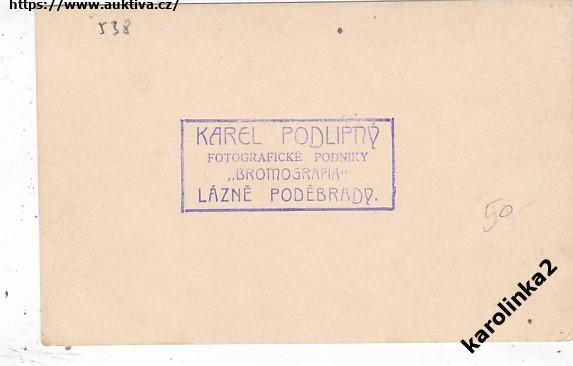 https://www.auktiva.cz/
538
KAREL PODLIPNÝ
FOTOGRAFICKÉ PODNIKY
„BROMOGRAFIA“
LÁZNĚ PODĚBRADY.
50
karolinka2